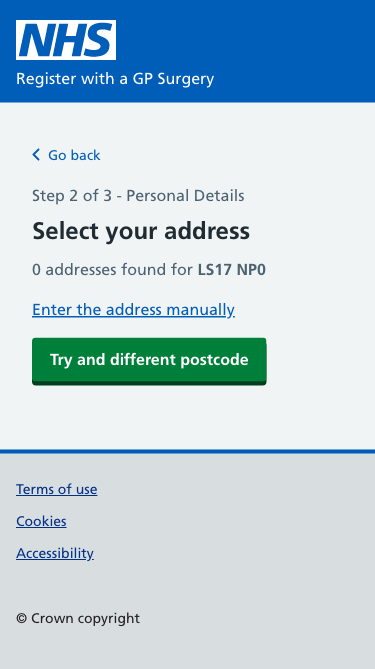 NHS
Register with a GP Surgery
Go back
Step 2 of 3 - Personal Details
Select your address
0 addresses found for LS17 NP0
Enter the address manually
Try and different postcode
Terms of use
Cookies
Accessibility
© Crown copyright